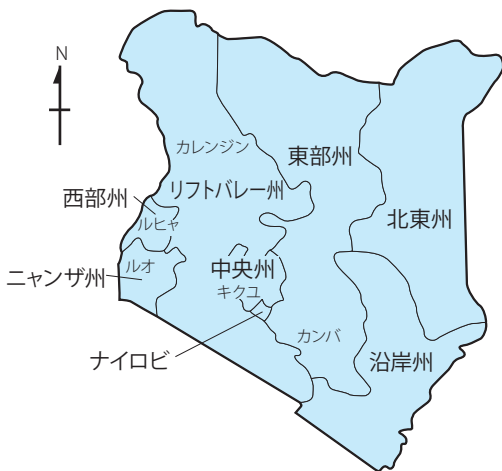 N
カレンジン
東部州
西部州
リフトバレー州
ルヒャ
北東州
ルオ
中央州
ニャンザ州
キクユ
ナイロビ
カンバ
沿岸州